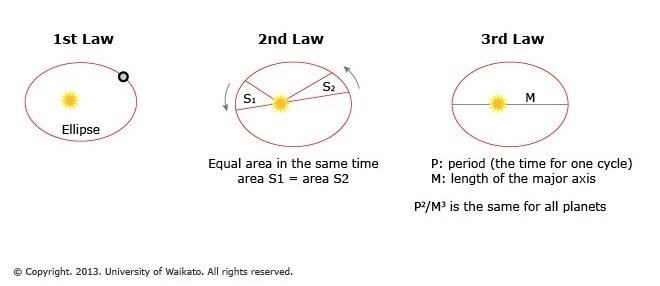 1st Law
2nd Law
3rd Law
S₁
S₂
M
Ellipse
Equal area in the same time
area S1 = area S2
P: period (the time for one cycle)
M: length of the major axis
P²/M³ is the same for all planets
© Copyright. 2013. University of Waikato. All rights reserved.